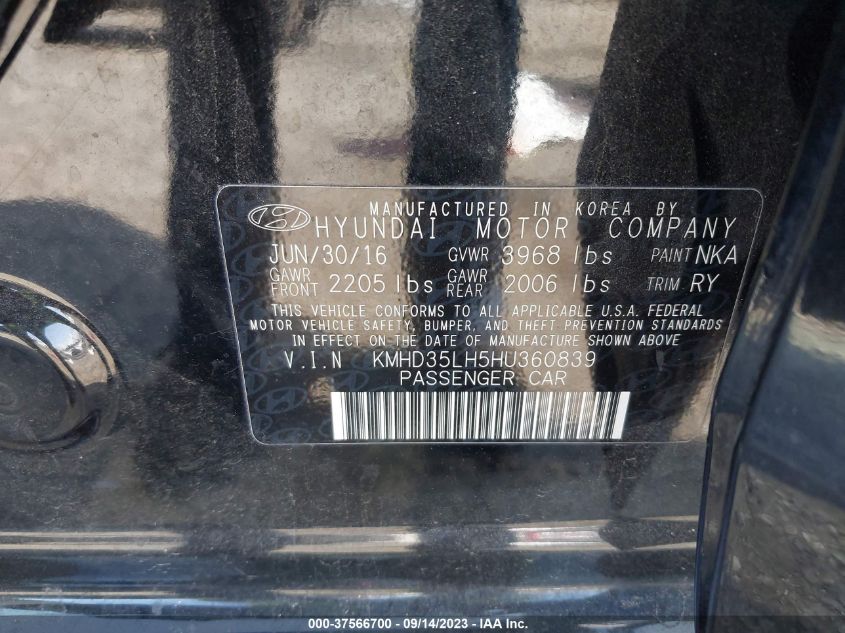 MANUFACTURED IN KOREA BY
HYUNDAI MOTOR COMPANY
JUN/30/16 GVWR 3968 lbs PAINT NKA
GAWR FRONT 2205 lbs GAWR REAR 2006 lbs TRIM RY
THIS VEHICLE CONFORMS TO ALL APPLICABLE U.S.A. FEDERAL
MOTOR VEHICLE SAFETY, BUMPER, AND THEFT PREVENTION
STANDARDS IN EFFECT ON THE DATE OF MANUFACTURE SHOWN ABOVE
V.I.N KMHD35LH5HU360839
PASSENGER CAR
000-37566700 - 09/14/2023 - IAA Inc.